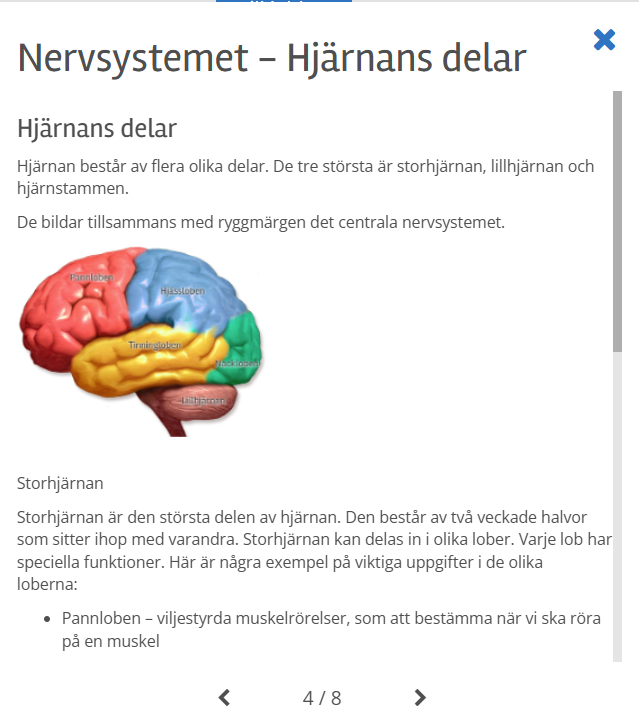 Nervsystemet – Hjärnans delar
Hjärnans delar
Hjärnan består av flera olika delar. De tre största är storhjärnan, lillhjärnan och
hjärnstammen.
De bildar tillsammans med ryggmärgen det centrala nervsystemet.
Pannloben
Hjässloben
Tinningloben
Nackloben
Lillhjärnan
Storhjärnan
Storhjärnan är den största delen av hjärnan. Den består av två veckade halvor
som sitter ihop med varandra. Storhjärnan kan delas in i olika lober. Varje lob har
speciella funktioner. Här är några exempel på viktiga uppgifter i de olika
loberna:
• Pannloben – viljestyrda muskelrörelser, som att bestämma när vi ska röra
på en muskel
4 / 8